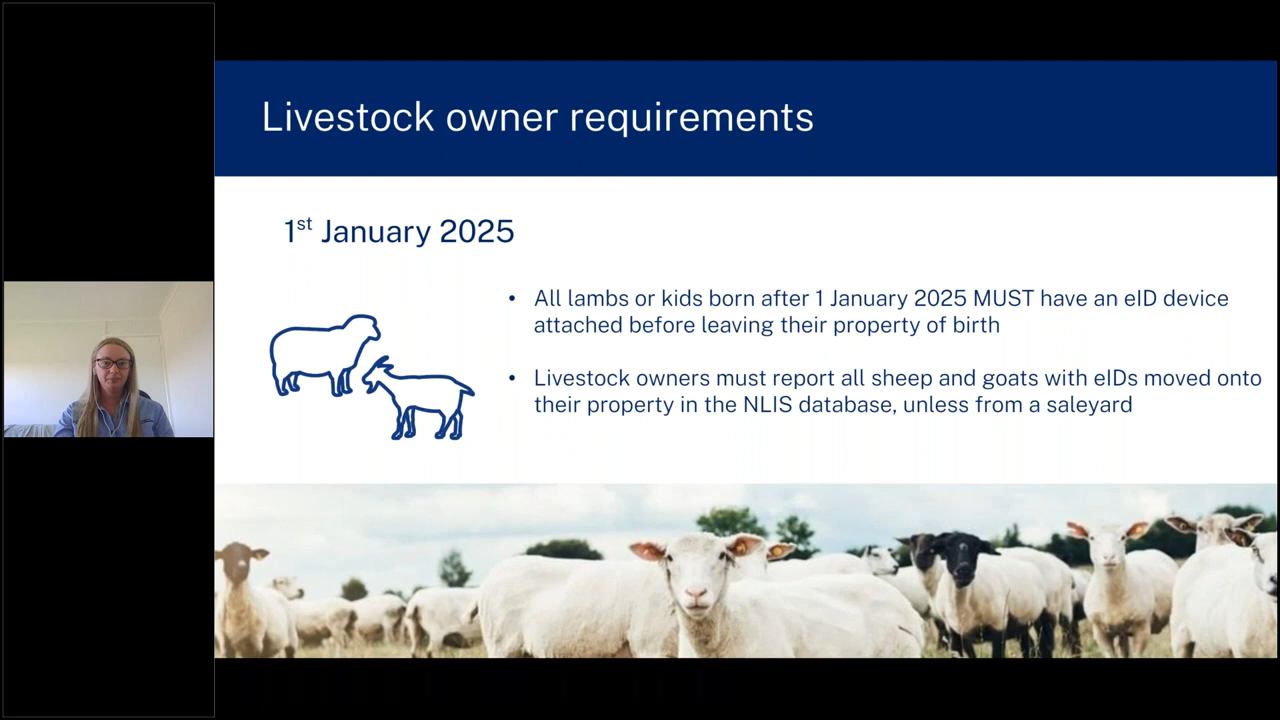 Livestock owner requirements
1st January 2025
• All lambs or kids born after 1 January 2025 MUST have an eID device
attached before leaving their property of birth
• Livestock owners must report all sheep and goats with eIDs moved onto
their property in the NLIS database, unless from a saleyard